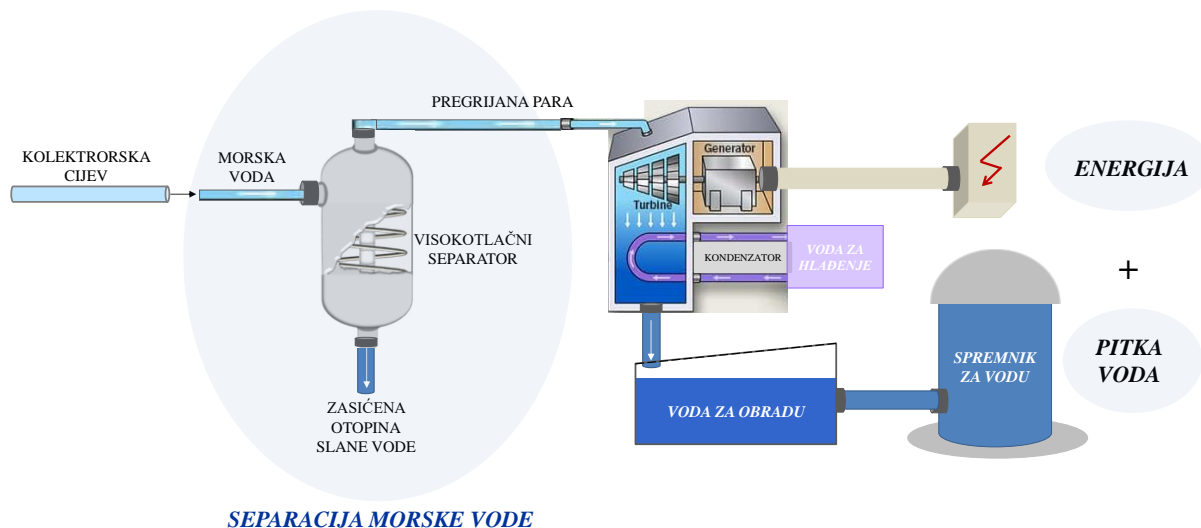 KOLEKTRORSKA
CIJEV
MORSKA
VODA
PREGRIJANA PARA
VISOKOTLAČNI
SEPARATOR
ZASIĆENA
OTOPINA
SLANE VODE
SEPARACIJA MORSKE VODE
Generator
Turbine
KONDENZATOR
VODA ZA
HLAĐENJE
VODA ZA OBRADU
SPREMNIK
ZA VODU
ENERGIJA
+
PITKA
VODA